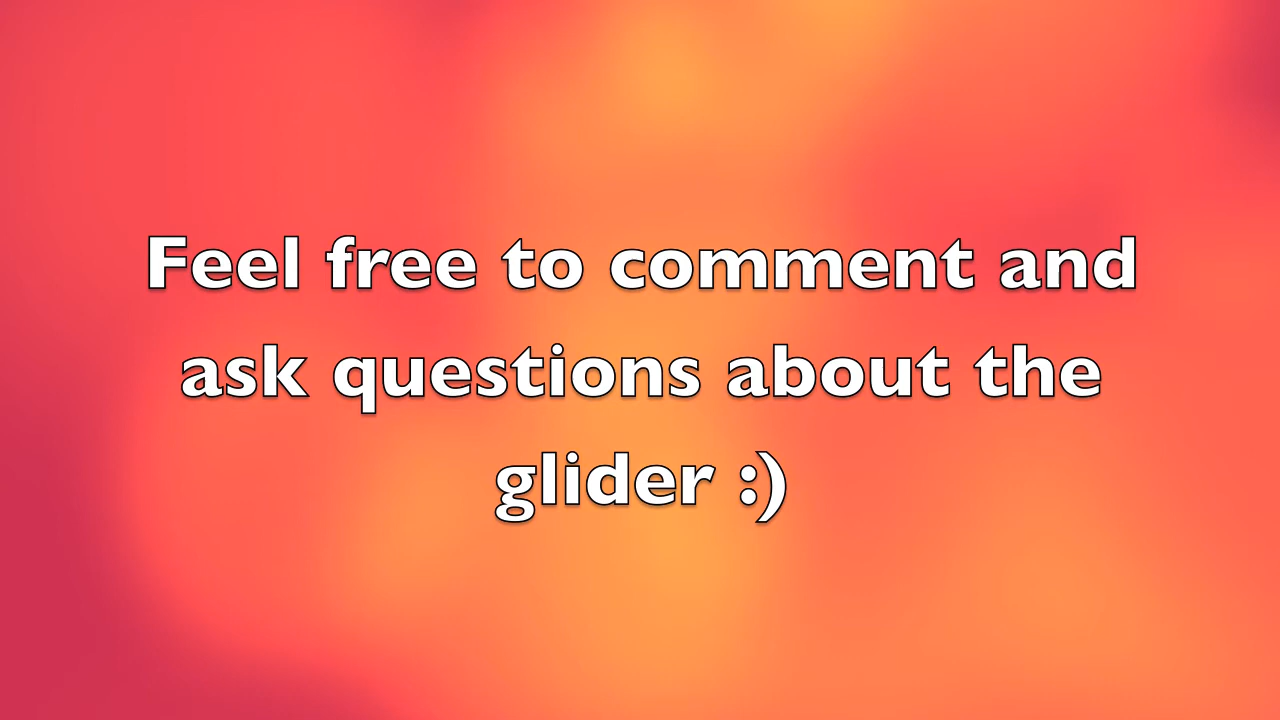 Feel free to comment and
ask questions about the
glider :)